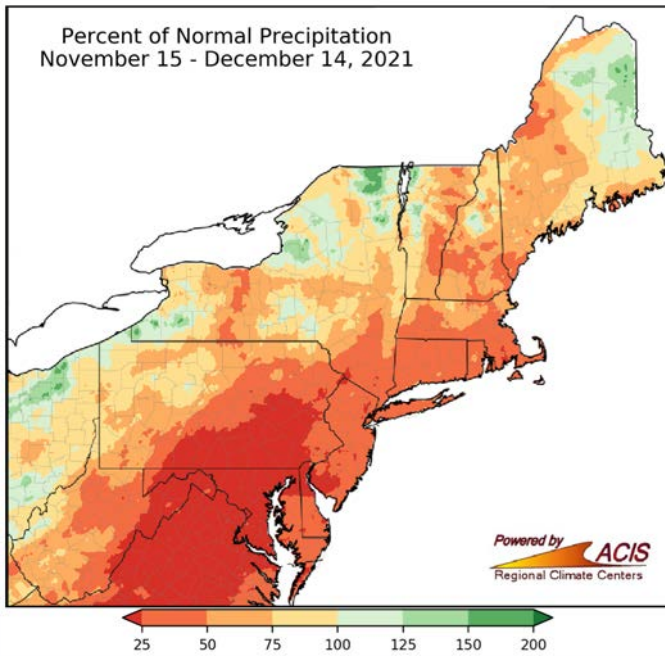 Percent of Normal Precipitation
November 15 - December 14, 2021
Powered by
ACIS
Regional Climate Centers
25 50 75 100 125 150 200